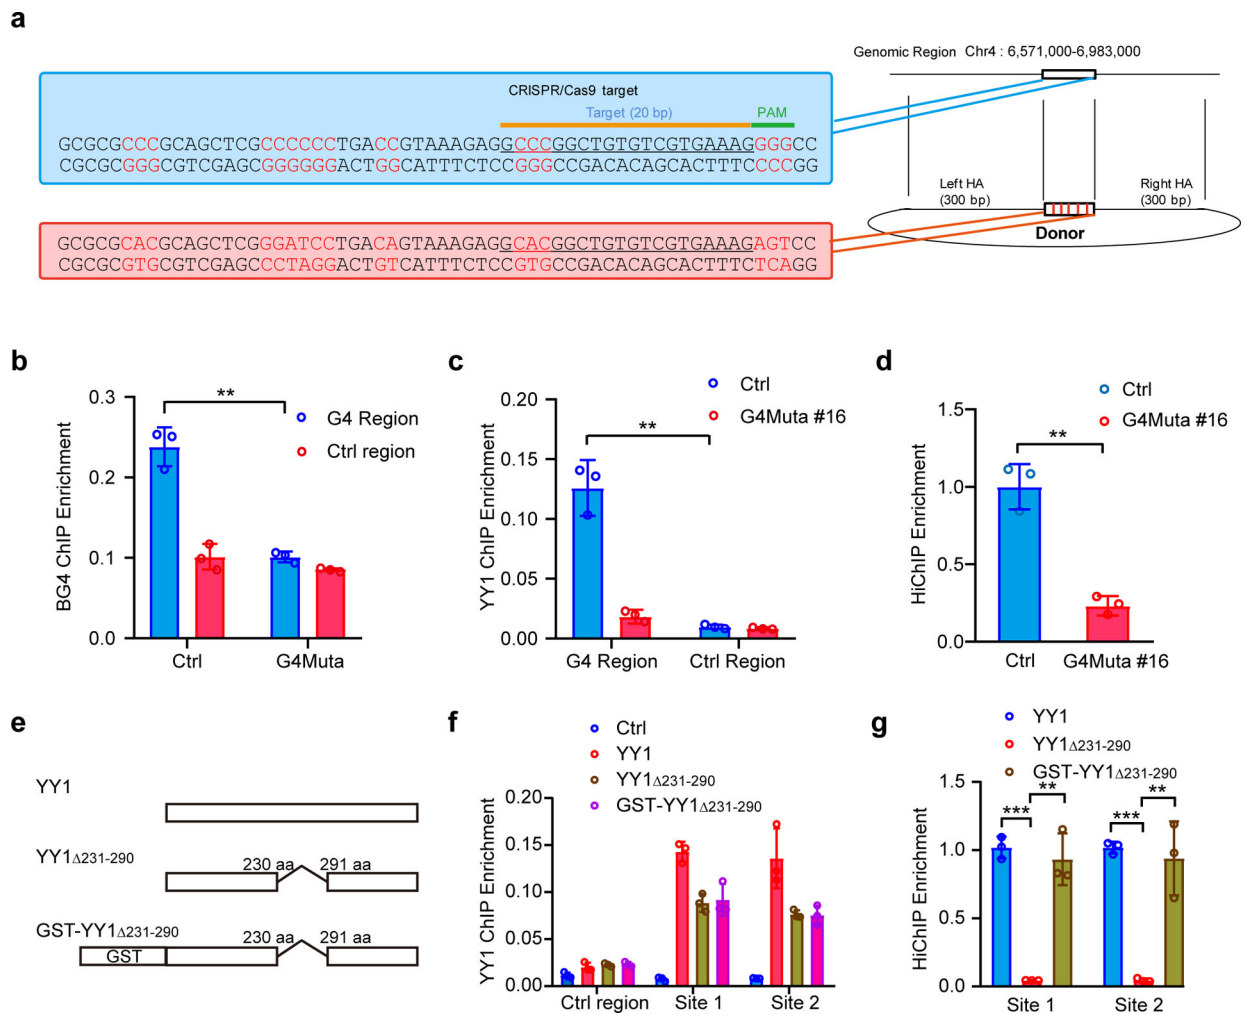 a
Genomic Region Chr4 : 6,571,000-6,983,000
CRISPR/Cas9 target
Target (20 bp)
PAM
GCGCGCCCGCAGCTCGCCCCCCTGACCGTAAAGAGGCCCGGCTGTGTCGTGAAAGGGGCC
CGCGCGGGCGTCGAGCGGGGGGACTGGCATTTCTCCGGGCCGACACAGCACTTTCCCCGG
Left HA
(300 bp)
Right HA
(300 bp)
Donor
GCGCGCACGCAGCTCGGGATCCTGACAGTAAAGAGGCACGGCTGTGTCGTGAAAGAGTCC
CGCGCGTGCGTCGAGCCCTAGGACTGTCATTTCTCCGTGCCGACACAGCACTTTCTCAGG
b
BG4 ChIP Enrichment
0.3
0.2
0.1
0.0
**
G4 Region
Ctrl region
Ctrl
G4Muta
c
YY1 ChIP Enrichment
0.20
0.15
0.10
0.05
0.00
**
Ctrl
G4Muta #16
G4 Region
Ctrl Region
d
HiChIP Enrichment
1.5
1.0
0.5
0.0
**
Ctrl
G4Muta #16
Ctrl
G4Muta #16
e
YY1
YY1Δ231-290
230 aa
291 aa
GST-YY1Δ231-290
GST
230 aa
291 aa
f
Ctrl
YY1
YY1Δ231-290
GST-YY1Δ231-290
YY1 ChIP Enrichment
0.20
0.15
0.10
0.05
0.00
Ctrl region
Site 1
Site 2
g
YY1
YY1Δ231-290
GST-YY1Δ231-290
HiChIP Enrichment
1.5
1.0
0.5
0.0
***
**
***
**
Site 1
Site 2